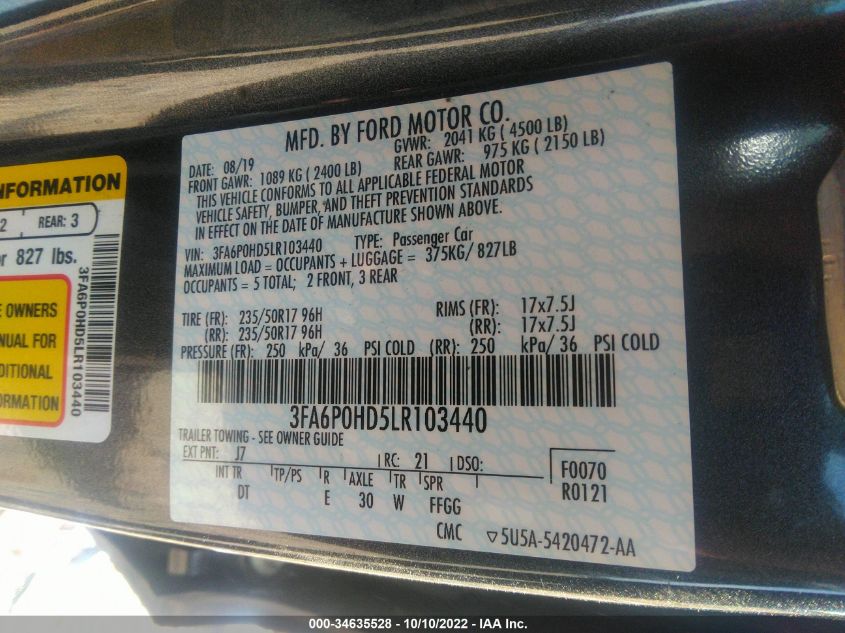 NFORMATION
2 REAR: 3
r 827 lbs.
3FA6P0HD5LR103440
E OWNERS
NUAL FOR
DITIONAL
ORMATION
MFD. BY FORD MOTOR CO.
DATE: 08/19 GVWR: 2041 KG ( 4500 LB)
FRONT GAWR: 1089 KG ( 2400 LB) REAR GAWR: 975 KG ( 2150 LB)
THIS VEHICLE CONFORMS TO ALL APPLICABLE FEDERAL MOTOR
VEHICLE SAFETY, BUMPER, AND THEFT PREVENTION STANDARDS
IN EFFECT ON THE DATE OF MANUFACTURE SHOWN ABOVE.
VIN: 3FA6P0HD5LR103440 TYPE: Passenger Car
MAXIMUM LOAD = OCCUPANTS + LUGGAGE = 375KG/ 827LB
OCCUPANTS = 5 TOTAL; 2 FRONT, 3 REAR
TIRE (FR): 235/50R17 96H RIMS (FR): 17x7.5J
(RR): 235/50R17 96H (RR): 17x7.5J
PRESSURE (FR): 250 kPa/ 36 PSI COLD (RR): 250 kPa/ 36 PSI COLD
3FA6P0HD5LR103440
TRAILER TOWING - SEE OWNER GUIDE
EXT PNT: J7 RC: 21 DSO: F0070
INT TR TP/PS R AXLE TR SPR R0121
DT E 30 W FFGG
CMC ▽5U5A-5420472-AA
000-34635528 - 10/10/2022 - IAA Inc.